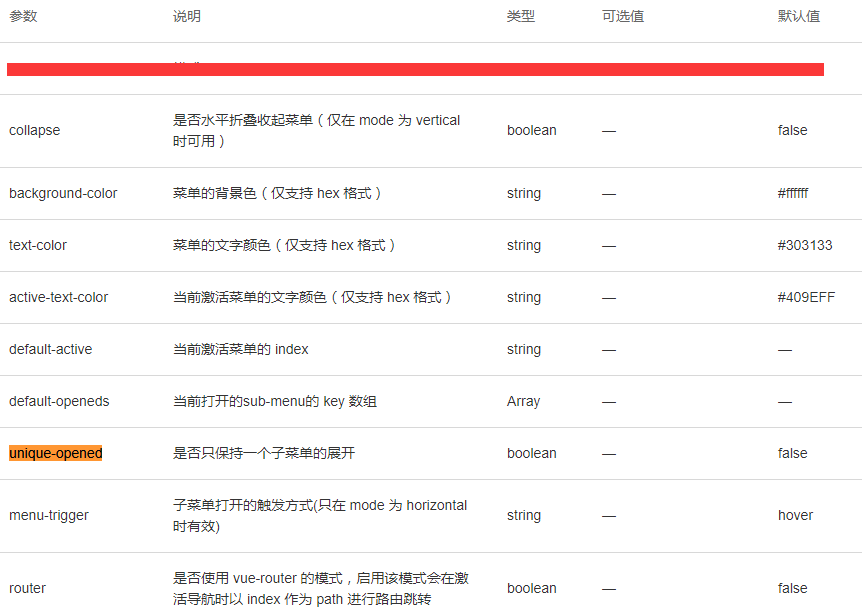 参数 说明 类型 可选值 默认值
collapse 是否水平折叠收起菜单（仅在 mode 为 vertical boolean — false
时可用）
background-color 菜单的背景色（仅支持 hex 格式） string — #ffffff
text-color 菜单的文字颜色（仅支持 hex 格式） string — #303133
active-text-color 当前激活菜单的文字颜色（仅支持 hex 格式） string — #409EFF
default-active 当前激活菜单的 index string — —
default-openeds 当前打开的sub-menu的 key 数组 Array — —
unique-opened 是否只保持一个子菜单的展开 boolean — false
menu-trigger 子菜单打开的触发方式(只在 mode 为 horizontal string — hover
时有效)
router 是否使用 vue-router 的模式，启用该模式会在激 boolean — false
活导航时以 index 作为 path 进行路由跳转